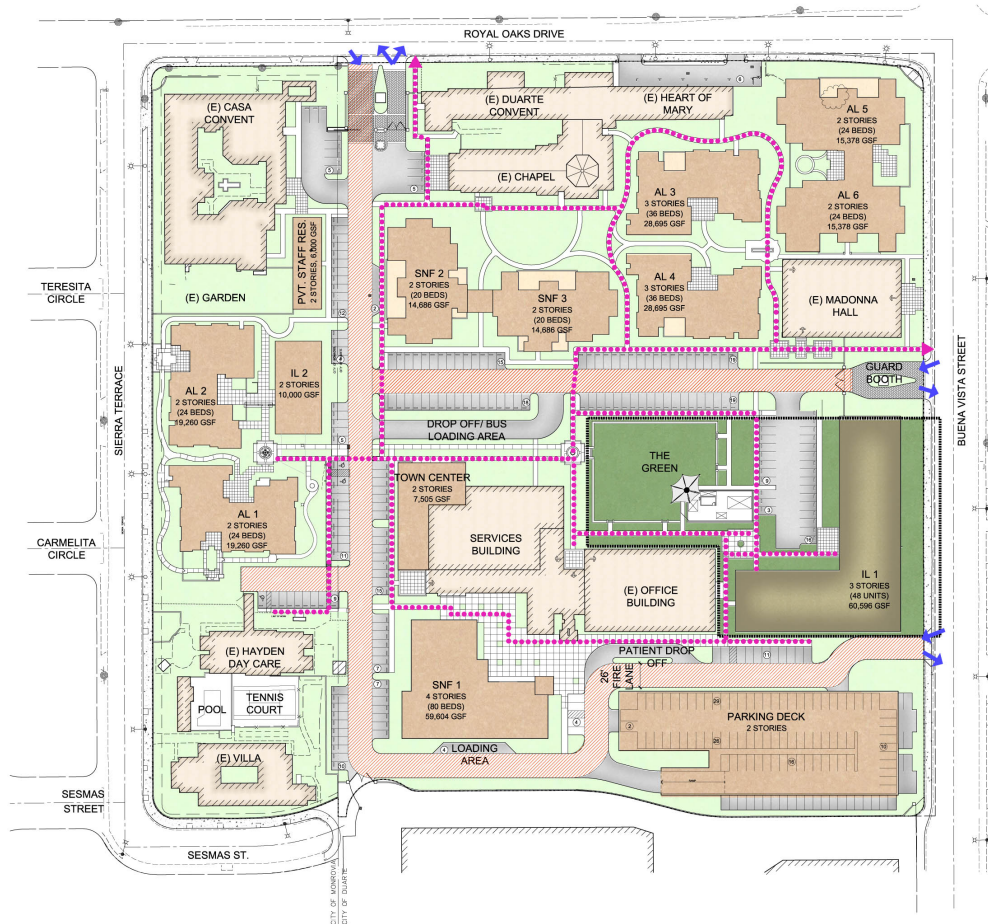 ROYAL OAKS DRIVE
(E) CASA
CONVENT
(E) DUARTE
CONVENT
(E) HEART OF
MARY
(E) CHAPEL
AL 5
2 STORIES
(24 BEDS)
15,378 GSF
AL 3
3 STORIES
(36 BEDS)
28,695 GSF
AL 6
2 STORIES
(24 BEDS)
15,378 GSF
PVT. STAFF RES.
2 STORIES, 6,000 GSF
(E) GARDEN
SNF 2
2 STORIES
(20 BEDS)
14,686 GSF
SNF 3
2 STORIES
(20 BEDS)
14,686 GSF
AL 4
3 STORIES
(36 BEDS)
28,695 GSF
(E) MADONNA
HALL
TERESITA
CIRCLE
SIERRA TERRACE
BUENA VISTA STREET
GUARD
BOOTH
AL 2
2 STORIES
(24 BEDS)
19,260 GSF
IL 2
2 STORIES
10,000 GSF
DROP OFF/ BUS
LOADING AREA
THE
GREEN
TOWN CENTER
2 STORIES
7,505 GSF
SERVICES
BUILDING
AL 1
2 STORIES
(24 BEDS)
19,260 GSF
CARMELITA
CIRCLE
(E) OFFICE
BUILDING
IL 1
3 STORIES
(48 UNITS)
60,596 GSF
(E) HAYDEN
DAY CARE
PATIENT DROP
OFF
26'
FIRE
LANE
SNF 1
4 STORIES
(80 BEDS)
59,604 GSF
POOL
TENNIS
COURT
PARKING DECK
2 STORIES
LOADING
AREA
(E) VILLA
SESMAS
STREET
SESMAS ST.
CITY OF MONROVIA
CITY OF DUARTE